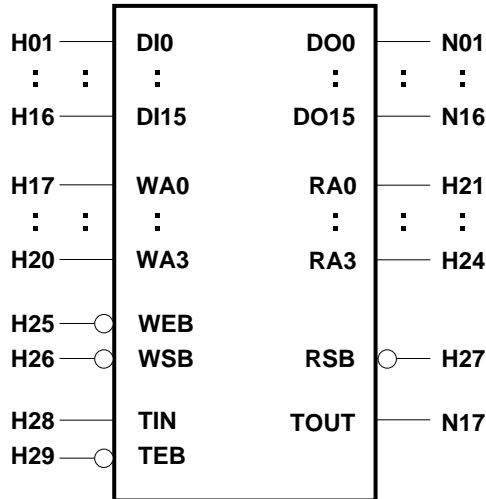 H01 DI0 DO0 N01
: : : : : :
H16 DI15 DO15 N16
H17 WA0 RA0 H21
: : : : : :
H20 WA3 RA3 H24
H25 WEB
H26 WSB RSB H27
H28 TIN TOUT N17
H29 TEB